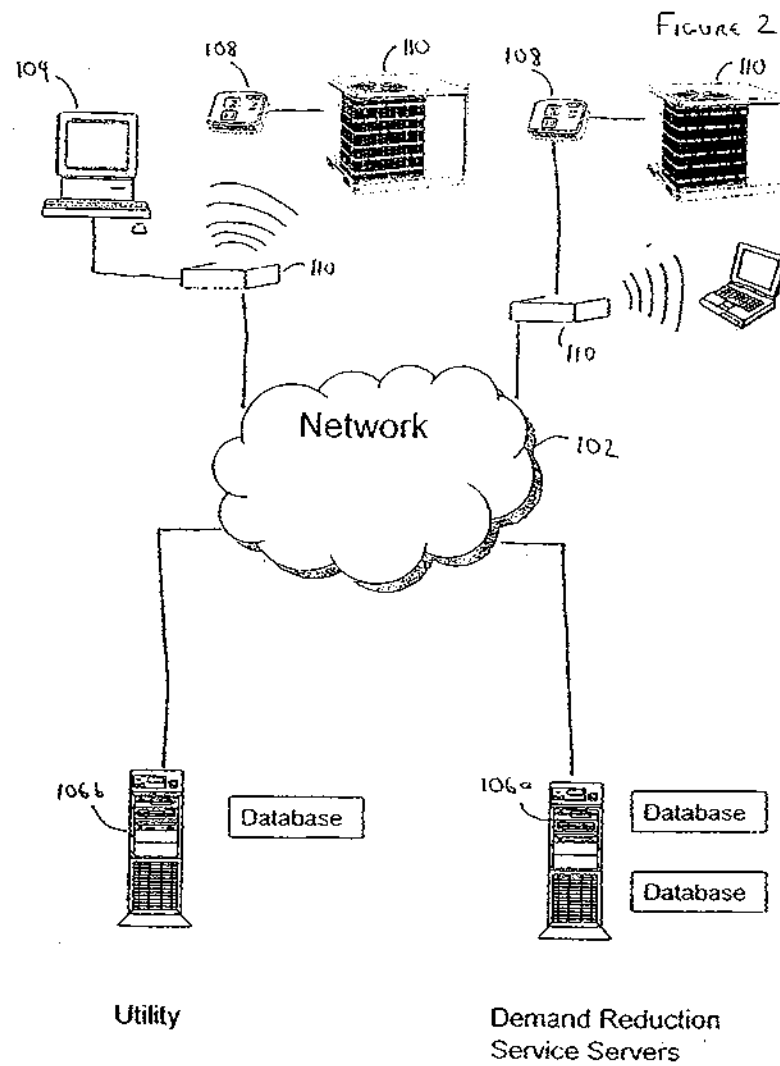 FIGURE 2
104
108
110
108
110
110
110
Network
102
106b
Database
106a
Database
Database
Utility
Demand Reduction
Service Servers